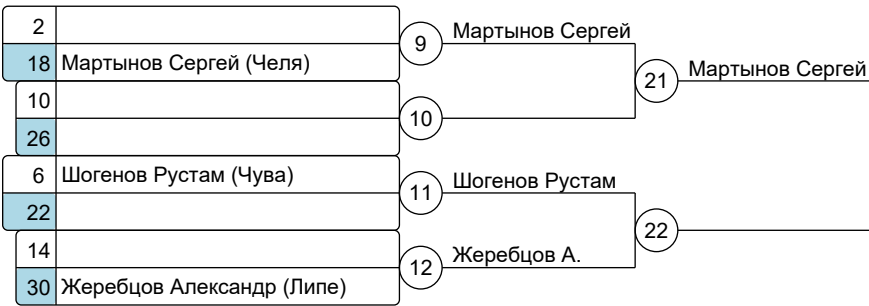 2
18 Мартынов Сергей (Челя)
9 Мартынов Сергей
10
26
10
21 Мартынов Сергей
6 Шогенов Рустам (Чува)
22
11 Шогенов Рустам
14
30 Жеребцов Александр (Липе)
12 Жеребцов А.
22